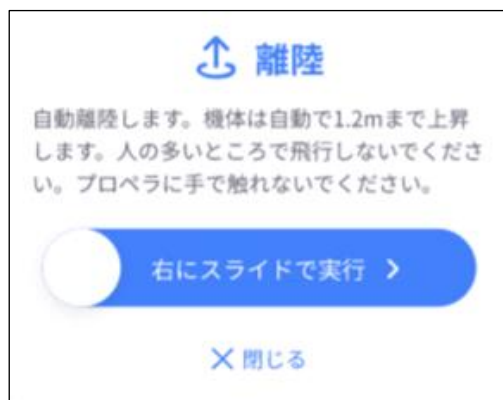 離陸
自動離陸します。機体は自動で1.2mまで上昇
します。人の多いところで飛行しないでくださ
い。プロペラに手で触れないでください。
右にスライドで実行 >
× 閉じる